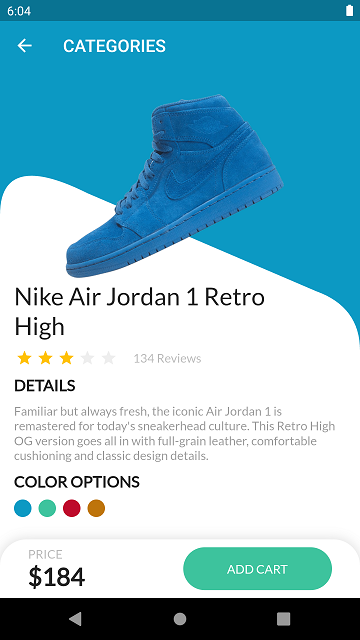 6:04
CATEGORIES
Nike Air Jordan 1 Retro
High
134 Reviews
DETAILS
Familiar but always fresh, the iconic Air Jordan 1 is
remastered for today's sneakerhead culture. This Retro High
OG version goes all in with full-grain leather, comfortable
cushioning and classic design details.
COLOR OPTIONS
PRICE
$184
ADD CART